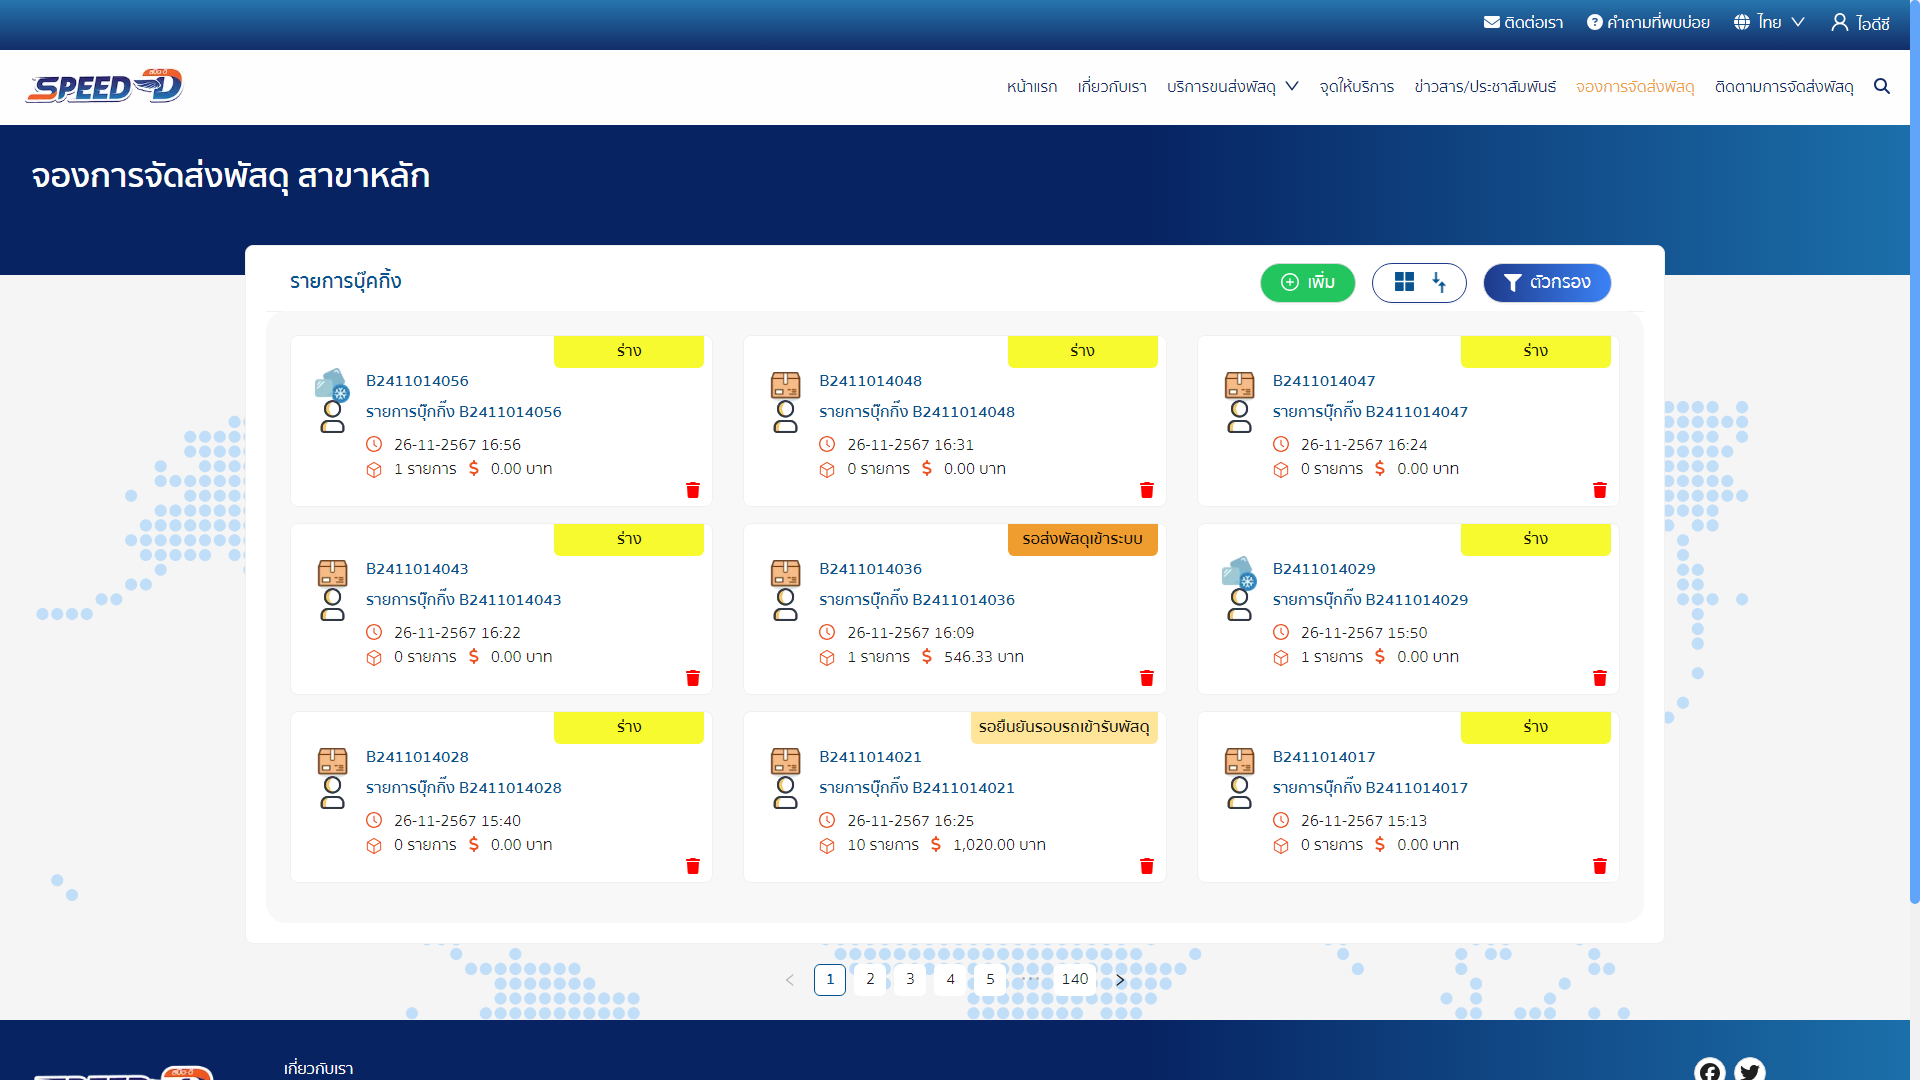 ติดต่อเรา คำถามที่พบบ่อย ไทย ไอดีซี
SPEED-D สปีด-ดี
หน้าแรก เกี่ยวกับเรา บริการขนส่งพัสดุ จุดให้บริการ ข่าวสาร/ประชาสัมพันธ์ จองการจัดส่งพัสดุ ติดตามการจัดส่งพัสดุ
จองการจัดส่งพัสดุ สาขาหลัก
รายการบุ๊คกิ้ง เพิ่ม ตัวกรอง
ร่าง
B2411014056
รายการบุ๊กกิ๊ง B2411014056
26-11-2567 16:56
1 รายการ $ 0.00 บาท
ร่าง
B2411014048
รายการบุ๊กกิ๊ง B2411014048
26-11-2567 16:31
0 รายการ $ 0.00 บาท
ร่าง
B2411014047
รายการบุ๊กกิ๊ง B2411014047
26-11-2567 16:24
0 รายการ $ 0.00 บาท
ร่าง
B2411014043
รายการบุ๊กกิ๊ง B2411014043
26-11-2567 16:22
0 รายการ $ 0.00 บาท
รอส่งพัสดุเข้าระบบ
B2411014036
รายการบุ๊กกิ๊ง B2411014036
26-11-2567 16:09
1 รายการ $ 546.33 บาท
ร่าง
B2411014029
รายการบุ๊กกิ๊ง B2411014029
26-11-2567 15:50
1 รายการ $ 0.00 บาท
ร่าง
B2411014028
รายการบุ๊กกิ๊ง B2411014028
26-11-2567 15:40
0 รายการ $ 0.00 บาท
รอยืนยันรอบรถเข้ารับพัสดุ
B2411014021
รายการบุ๊กกิ๊ง B2411014021
26-11-2567 16:25
10 รายการ $ 1,020.00 บาท
ร่าง
B2411014017
รายการบุ๊กกิ๊ง B2411014017
26-11-2567 15:13
0 รายการ $ 0.00 บาท
1 2 3 4 5 ••• 140
เกี่ยวกับเรา